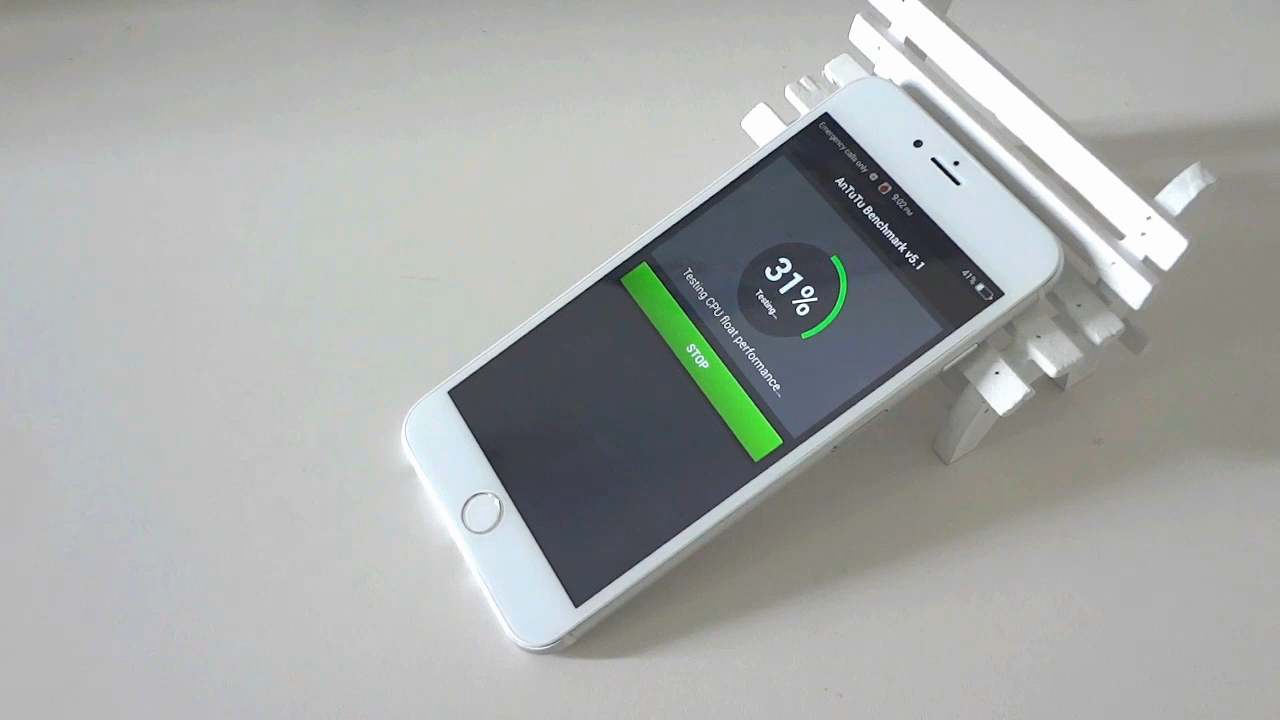 Emergency calls only 9:02 PM 41%
AnTuTu Benchmark v5.1
31%
Testing...
Testing CPU float performance...
STOP